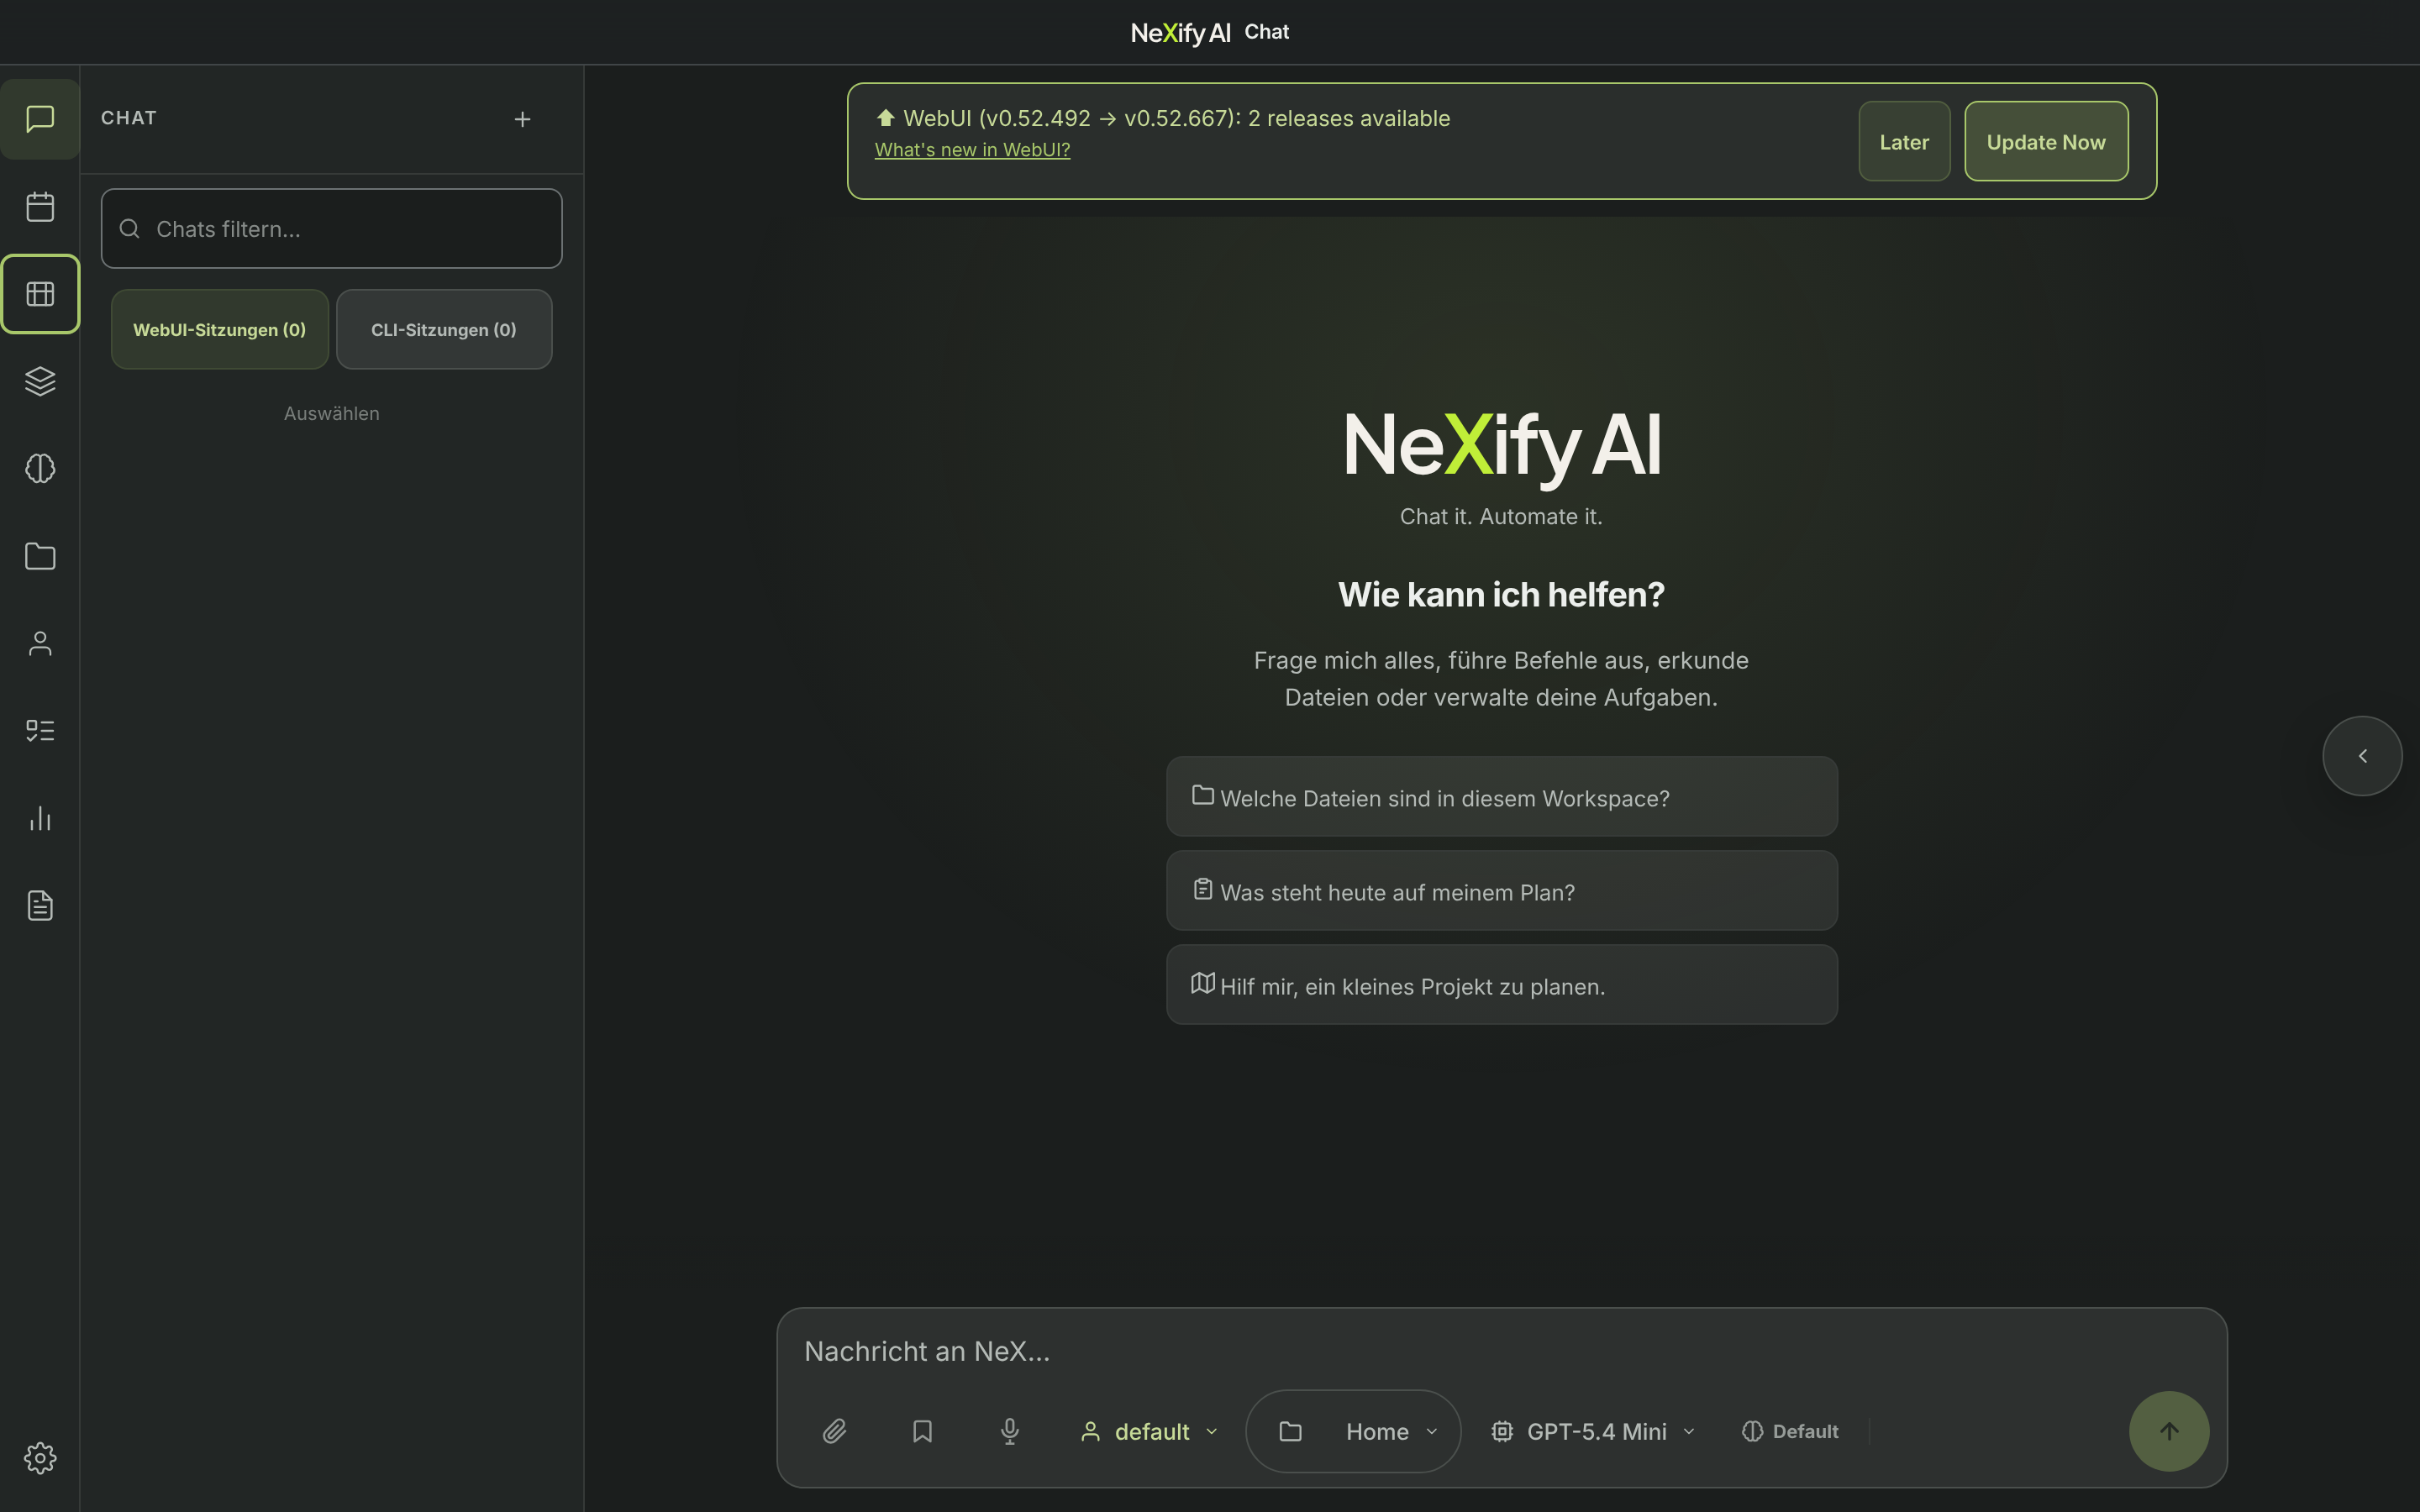 NeXify AI Chat
CHAT
Chats filtern...
WebUI-Sitzungen (0)
CLI-Sitzungen (0)
Auswählen
WebUI (v0.52.492 → v0.52.667): 2 releases available
What's new in WebUI?
Later
Update Now
NeXify AI
Chat it. Automate it.
Wie kann ich helfen?
Frage mich alles, führe Befehle aus, erkunde
Dateien oder verwalte deine Aufgaben.
Welche Dateien sind in diesem Workspace?
Was steht heute auf meinem Plan?
Hilf mir, ein kleines Projekt zu planen.
Nachricht an NeX...
default
Home
GPT-5.4 Mini
Default